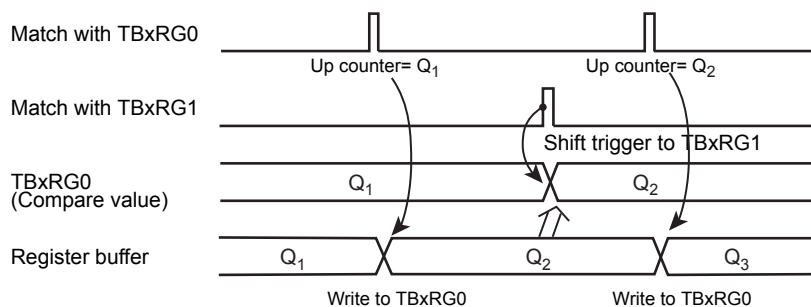 Match with TBxRG0
Up counter= Q1 Up counter= Q2
Match with TBxRG1
Shift trigger to TBxRG1
TBxRG0
(Compare value)
Q1 Q2
Register buffer Q1 Q2 Q3
Write to TBxRG0 Write to TBxRG0